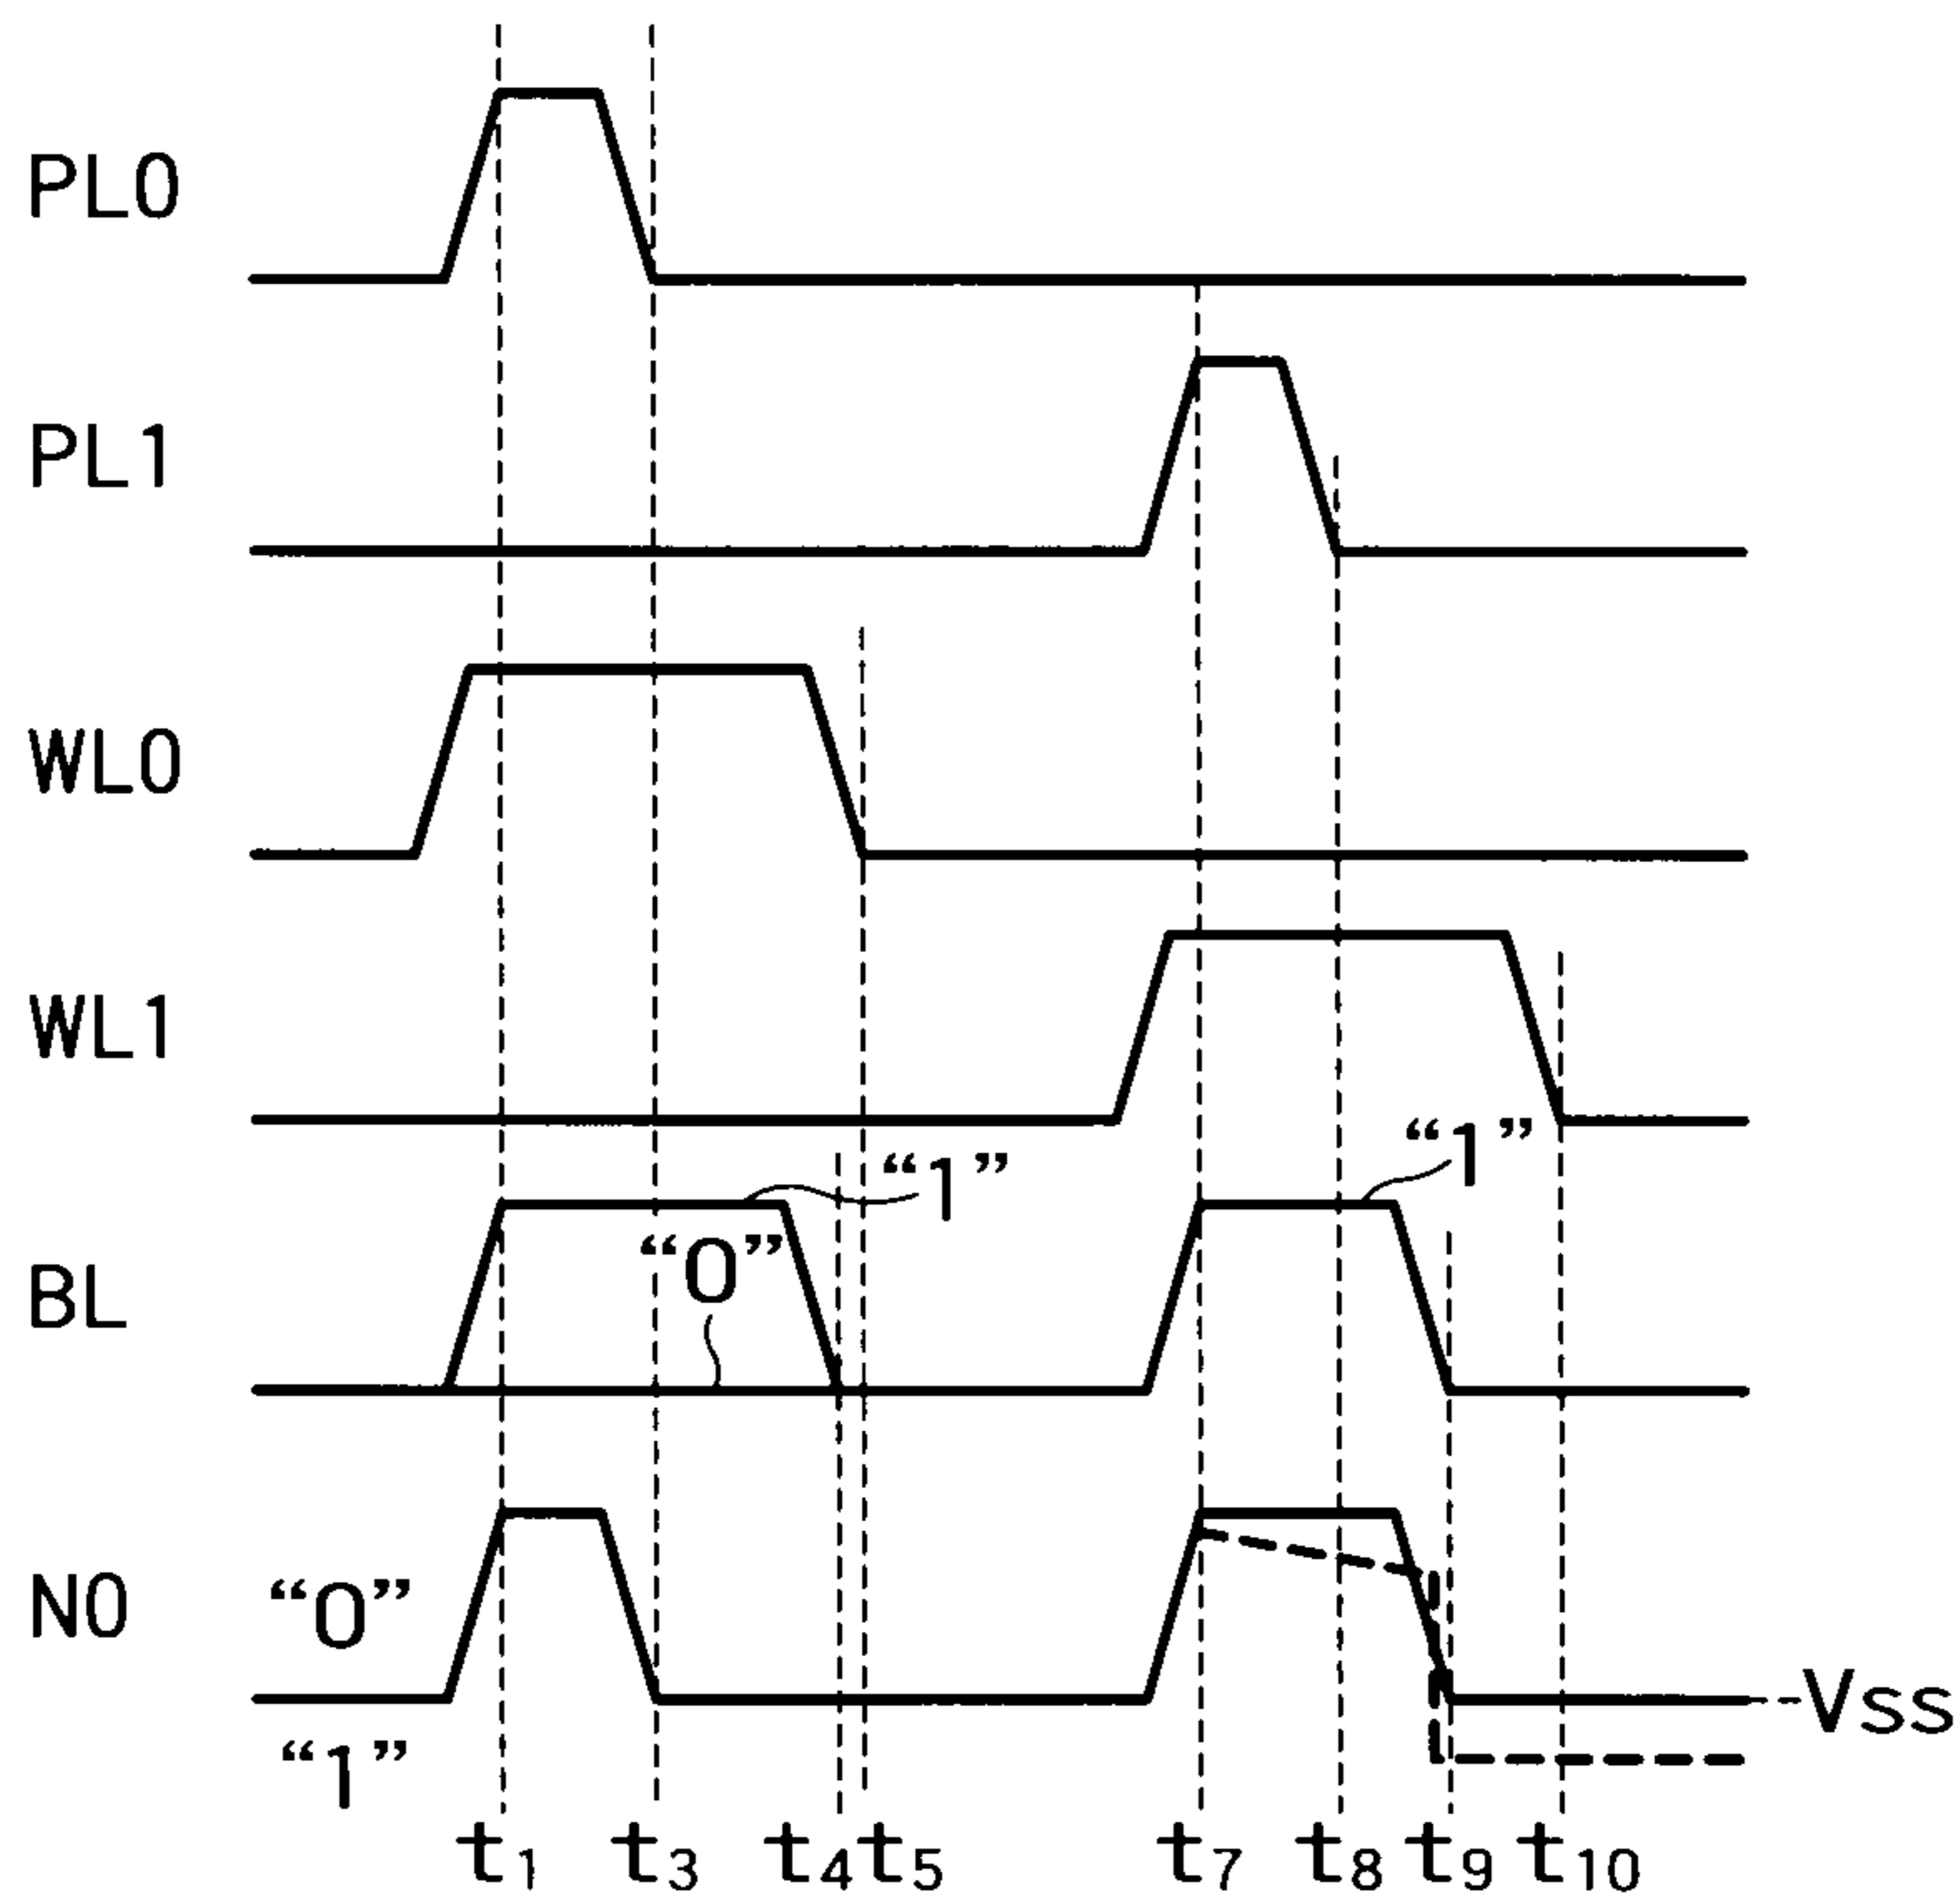 PL0
PL1
WL0
WL1
“1”
“1”
“0”
BL
N0
“0”
“1”
VSS
t1 t3 t4 t5 t7 t8 t9 t10